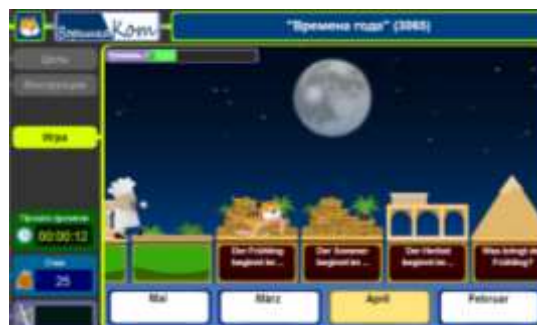 Кот
"Времена года" (3065)
Цель
Инструкция
Игра
00:00:12
25
Der Frühling
beginnt im ...
Der Sommer
beginnt im ...
Der Herbst
beginnt im ...
Was bringt
Frühling?
Mai
März
April
Februar